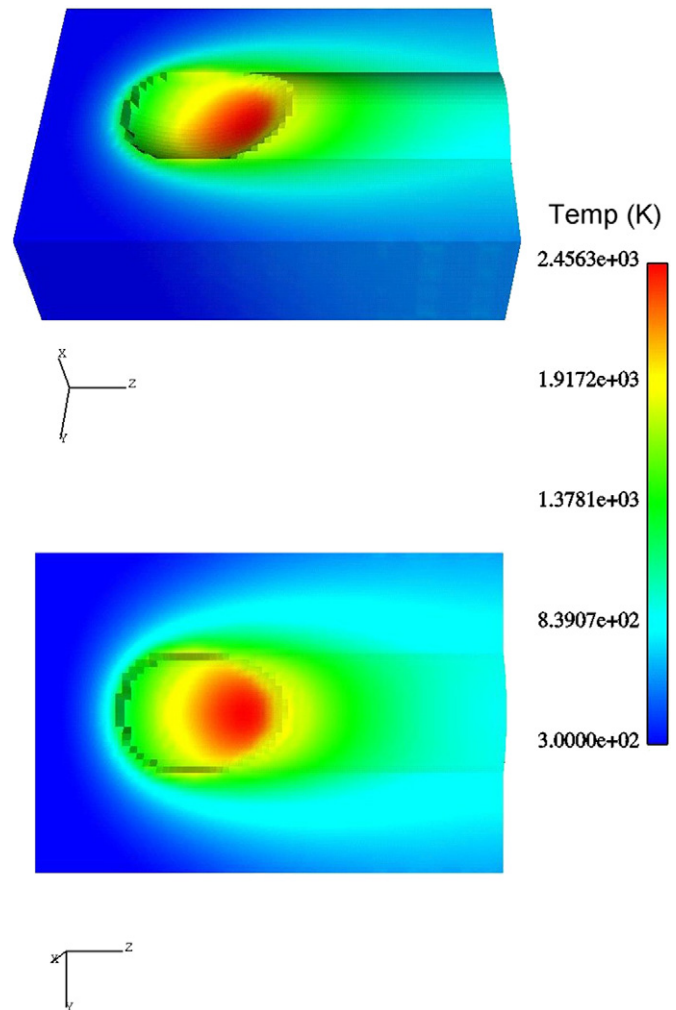 Temp (K)
2.4563e+03
1.9172e+03
1.3781e+03
8.3907e+02
3.0000e+02
X
Z
Y
X
Z
Y